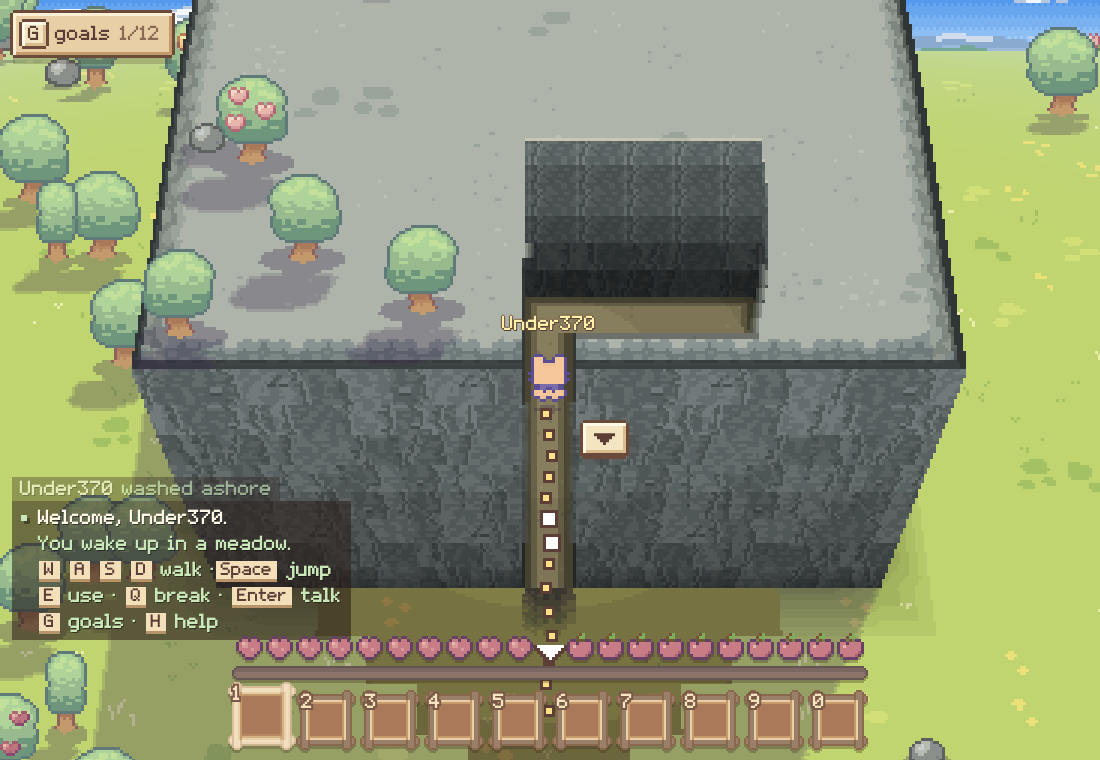 G goals 1/12
Under370
Under370 washed ashore
Welcome, Under370.
You wake up in a meadow.
W A S D walk · Space jump
E use · Q break · Enter talk
G goals · H help
1 2 3 4 5 6 7 8 9 0